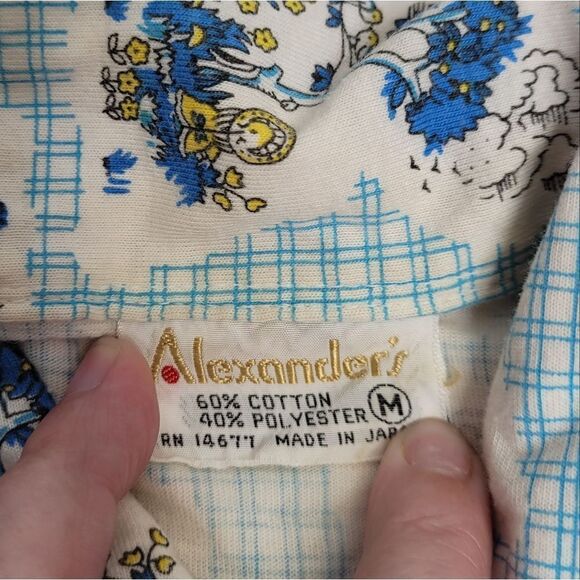 Alexander's
60% COTTON
40% POLYESTER M
RN 14677 MADE IN JAPAN